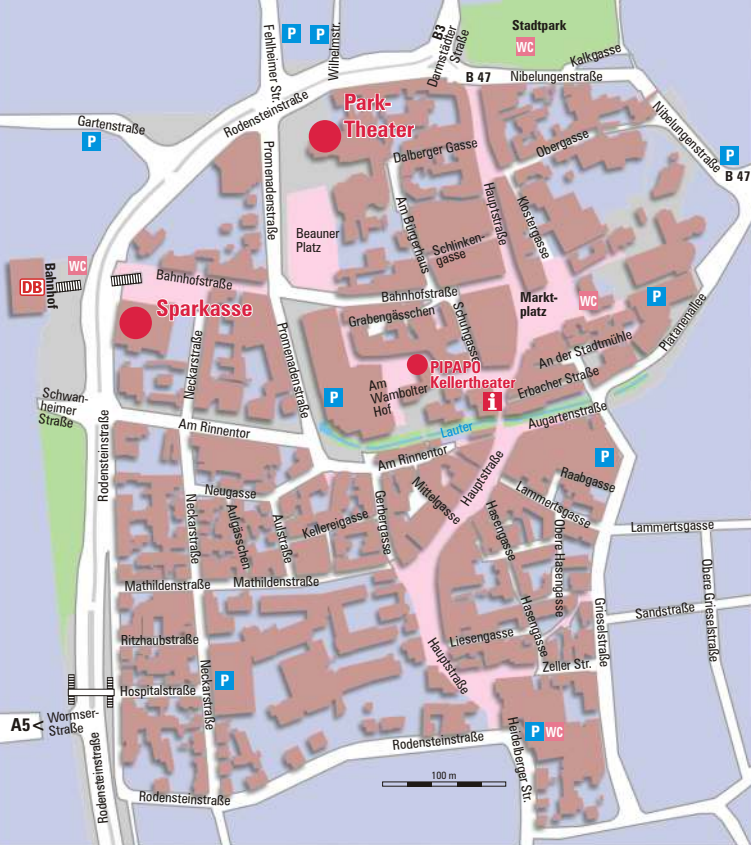 Fehlheimer Str.
P
P
Wilhelmstr.
B3
Darmstädter
Straße
Stadtpark
WC
Kalkgasse
B 47
Nibelungenstraße
Gartenstraße
P
Rodensteinstraße
Park-
Theater
Dalberger Gasse
Obergasse
Nibelungenstraße
P
B 47
Promenadenstraße
Am Bürgerhaus
Hauptstraße
Klostergasse
Beauner
Platz
Schlinken-
gasse
WC
DB
Bahnhof
Bahnhofstraße
Sparkasse
Bahnhofstraße
Markt-
platz
WC
P
Platanenallee
Grabengässchen
Schuhgasse
Neckarstraße
Promenadenstraße
An der Stadtmühle
PIPAPO
Kellertheater
Am
Wambolter
Hof
P
i
Erbacher Straße
Schwan-
heimer
Straße
Augartenstraße
Lauter
Am Rinnentor
Am Rinnentor
P
Rodensteinstraße
Hauptstraße
Raabgasse
Neugasse
Mittelgasse
Lammertsgasse
Neckarstraße
Aulgässchen
Aulstraße
Kellereigasse
Gerbergasse
Hasengasse
Obere Hasengasse
Lammertsgasse
Obere Grieselstraße
Mathildenstraße
Mathildenstraße
Hasengasse
Grieselstraße
Sandstraße
Ritzhaubstraße
Liesengasse
Hauptstraße
Zeller Str.
Neckarstraße
P
Hospitalstraße
A5<
Wormser-
Straße
Rodensteinstraße
Rodensteinstraße
Heidelberger Str.
P
WC
100 m
Rodensteinstraße